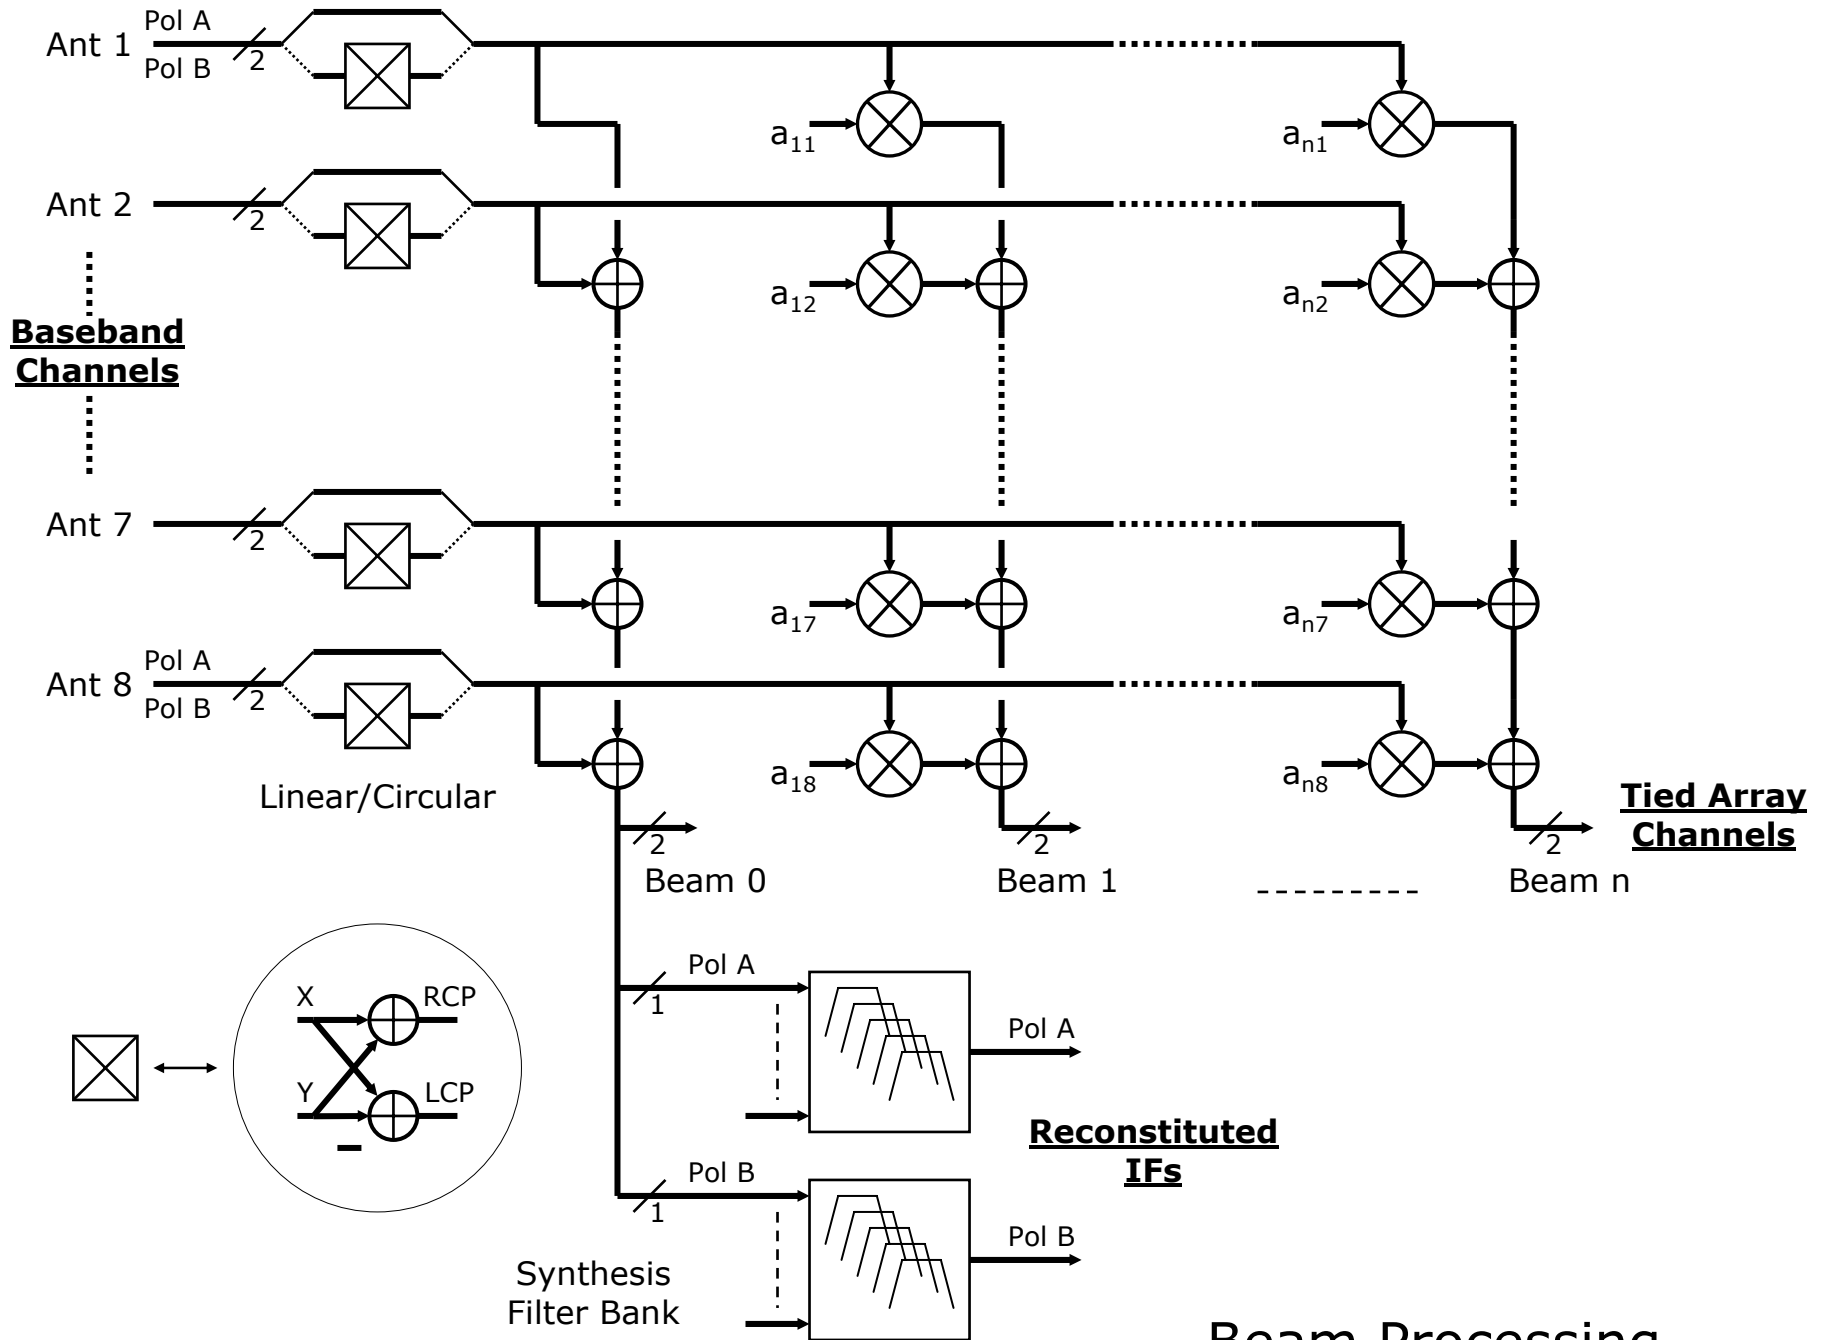 Pol A
Ant 1
Pol B
2
a11
an1
Ant 2
2
a12
an2
Baseband
Channels
Ant 7
2
a17
an7
Pol A
Ant 8
Pol B
2
a18
an8
Linear/Circular
Tied Array
Channels
2
2
2
Beam 0
Beam 1
Beam n
Pol A
1
X
RCP
Y
LCP
Pol A
Reconstituted
IFs
Pol B
1
Pol B
Synthesis
Filter Bank
Beam Processing